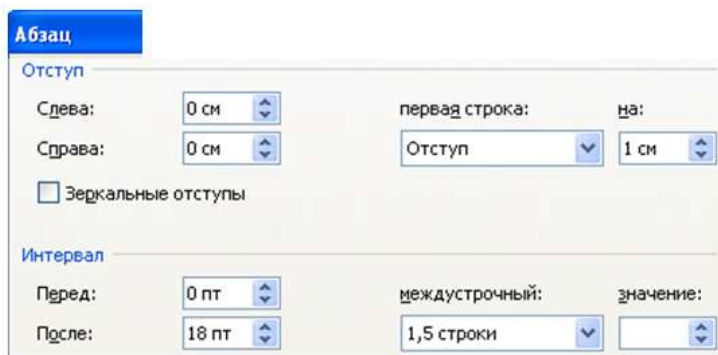 Абзац
Отступ
Слева: 0 см первая строка: на:
Справа: 0 см Отступ 1 см
Зеркальные отступы
Интервал
Перед: 0 пт междустрочный: значение:
После: 18 пт 1,5 строки